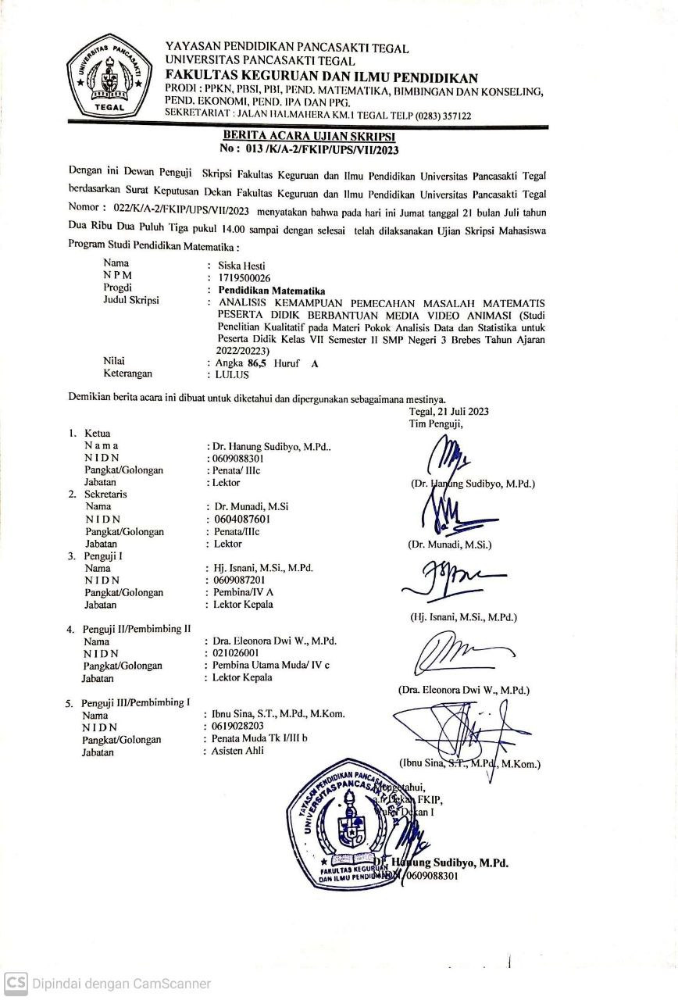 UNIVERSITAS PANCASAKTI
TEGAL
YAYASAN PENDIDIKAN PANCASAKTI TEGAL
UNIVERSITAS PANCASAKTI TEGAL
FAKULTAS KEGURUAN DAN ILMU PENDIDIKAN
PRODI : PPKN, PBSI, PBI, PEND. MATEMATIKA, BIMBINGAN DAN KONSELING,
PEND. EKONOMI, PEND. IPA DAN PPG.
SEKRETARIAT : JALAN HALMAHERA KM.1 TEGAL TELP (0283) 357122
BERITA ACARA UJIAN SKRIPSI
No : 013 /K/A-2/FKIP/UPS/VII/2023
Dengan ini Dewan Penguji Skripsi Fakultas Keguruan dan Ilmu Pendidikan Universitas Pancasakti Tegal
berdasarkan Surat Keputusan Dekan Fakultas Keguruan dan Ilmu Pendidikan Universitas Pancasakti Tegal
Nomor : 022/K/A-2/FKIP/UPS/VII/2023 menyatakan bahwa pada hari ini Jumat tanggal 21 bulan Juli tahun
Dua Ribu Dua Puluh Tiga pukul 14.00 sampai dengan selesai telah dilaksanakan Ujian Skripsi Mahasiswa
Program Studi Pendidikan Matematika :
Nama : Siska Hesti
N P M : 1719500026
Progdi : Pendidikan Matematika
Judul Skripsi : ANALISIS KEMAMPUAN PEMECAHAN MASALAH MATEMATIS
PESERTA DIDIK BERBANTUAN MEDIA VIDEO ANIMASI (Studi
Penelitian Kualitatif pada Materi Pokok Analisis Data dan Statistika untuk
Peserta Didik Kelas VII Semester II SMP Negeri 3 Brebes Tahun Ajaran
2022/20223)
Nilai : Angka 86,5 Huruf A
Keterangan : LULUS
Demikian berita acara ini dibuat untuk diketahui dan dipergunakan sebagaimana mestinya.
Tegal, 21 Juli 2023
Tim Penguji,
1. Ketua
N a m a : Dr. Hanung Sudibyo, M.Pd..
N I D N : 0609088301
Pangkat/Golongan : Penata/ IIIc
Jabatan : Lektor
(Dr. Hanung Sudibyo, M.Pd.)
2. Sekretaris
Nama : Dr. Munadi, M.Si
N I D N : 0604087601
Pangkat/Golongan : Penata/IIIc
Jabatan : Lektor
(Dr. Munadi, M.Si.)
3. Penguji I
Nama : Hj. Isnani, M.Si., M.Pd.
N I D N : 0609087201
Pangkat/Golongan : Pembina/IV A
Jabatan : Lektor Kepala
(Hj. Isnani, M.Si., M.Pd.)
4. Penguji II/Pembimbing II
Nama : Dra. Eleonora Dwi W., M.Pd.
N I D N : 021026001
Pangkat/Golongan : Pembina Utama Muda/ IV c
Jabatan : Lektor Kepala
(Dra. Eleonora Dwi W., M.Pd.)
5. Penguji III/Pembimbing I
Nama : Ibnu Sina, S.T., M.Pd., M.Kom.
N I D N : 0619028203
Pangkat/Golongan : Penata Muda Tk I/III b
Jabatan : Asisten Ahli
(Ibnu Sina, S.T., M.Pd., M.Kom.)
Mengetahui,
a.n Dekan FKIP,
Wakil Dekan I
YAYASAN PENDIDIKAN PANCASAKTI TEGAL
UNIVERSITAS PANCASAKTI TEGAL
FAKULTAS KEGURUAN
DAN ILMU PENDIDIKAN
Dr. Hanung Sudibyo, M.Pd.
NIDN. 0609088301
CS Dipindai dengan CamScanner